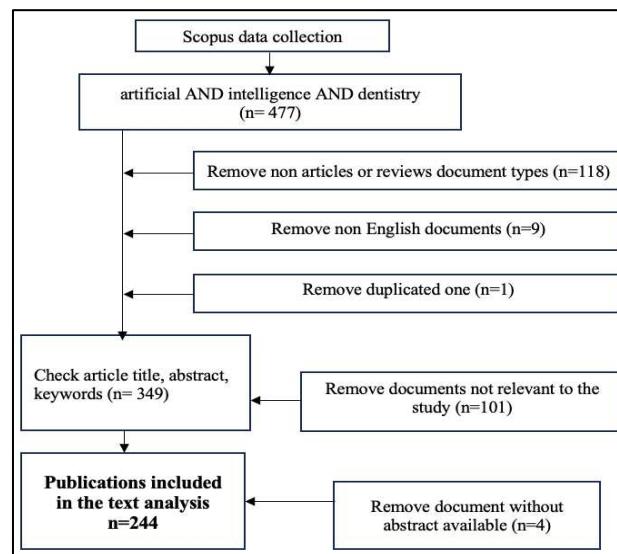 Scopus data collection
artificial AND intelligence AND dentistry
(n= 477)
Remove non articles or reviews document types (n=118)
Remove non English documents (n=9)
Remove duplicated one (n=1)
Check article title, abstract,
keywords (n= 349)
Remove documents not relevant to the
study (n=101)
Publications included
in the text analysis
n=244
Remove document without
abstract available (n=4)